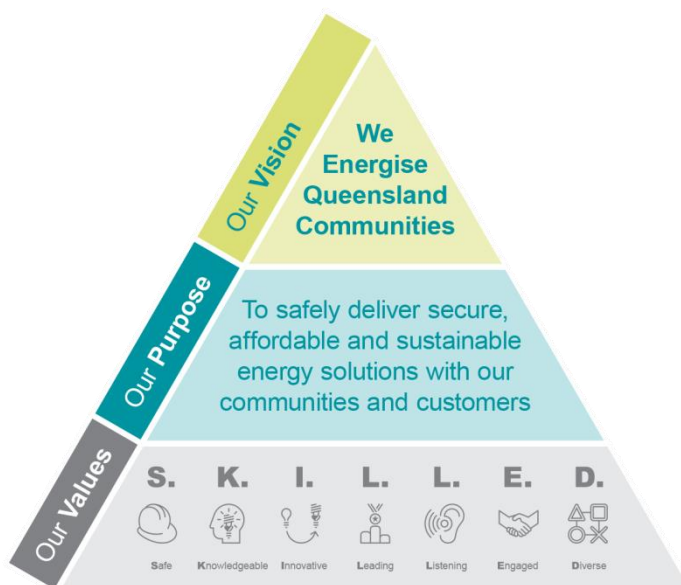 Our Vision
We
Energise
Queensland
Communities
Our Purpose
To safely deliver secure,
affordable and sustainable
energy solutions with our
communities and customers
Our Values
S. K. I. L. L. E. D.
Safe Knowledgeable Innovative Leading Listening Engaged Diverse